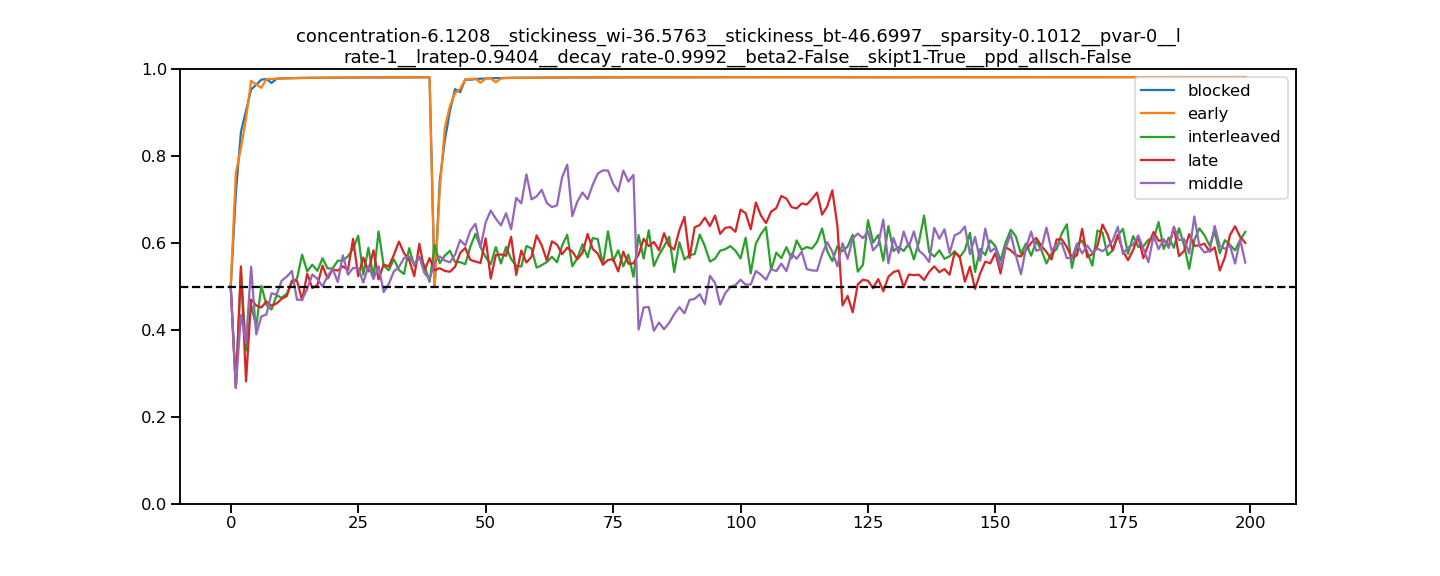 concentration-6.1208__stickiness_wi-36.5763__stickiness_bt-46.6997__sparsity-0.1012__pvar-0__l
rate-1__lratep-0.9404__decay_rate-0.9992__beta2-False__skipt1-True__ppd_allsch-False
1.0
0.8
0.6
0.4
0.2
0.0
blocked
early
interleaved
late
middle
0 25 50 75 100 125 150 175 200